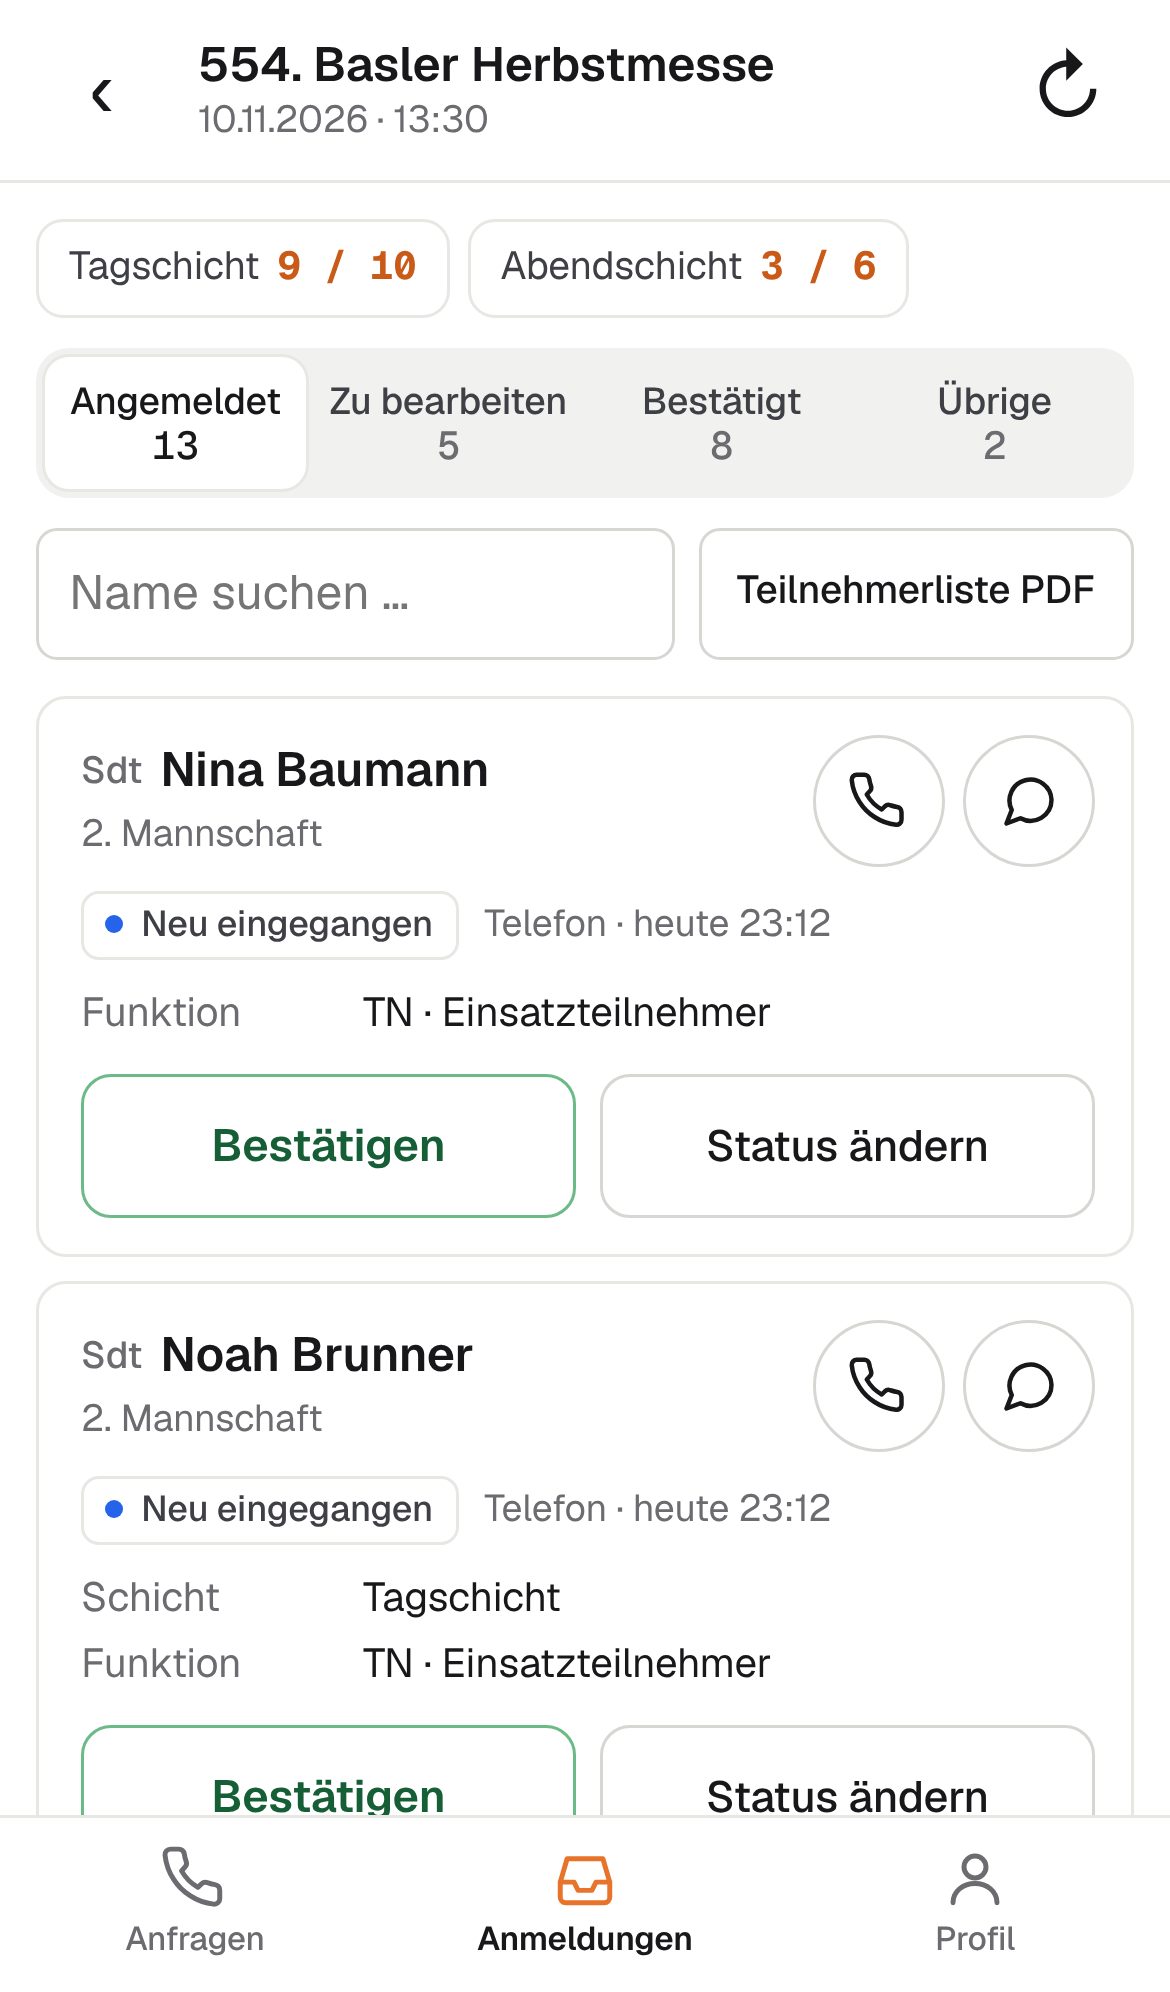 554. Basler Herbstmesse
10.11.2026 · 13:30
Tagschicht 9 / 10
Abendschicht 3 / 6
Angemeldet
13
Zu bearbeiten
5
Bestätigt
8
Übrige
2
Name suchen ...
Teilnehmerliste PDF
Sdt Nina Baumann
2. Mannschaft
Neu eingegangen Telefon · heute 23:12
Funktion TN · Einsatzteilnehmer
Bestätigen
Status ändern
Sdt Noah Brunner
2. Mannschaft
Neu eingegangen Telefon · heute 23:12
Schicht Tagschicht
Funktion TN · Einsatzteilnehmer
Bestätigen
Status ändern
Anfragen
Anmeldungen
Profil